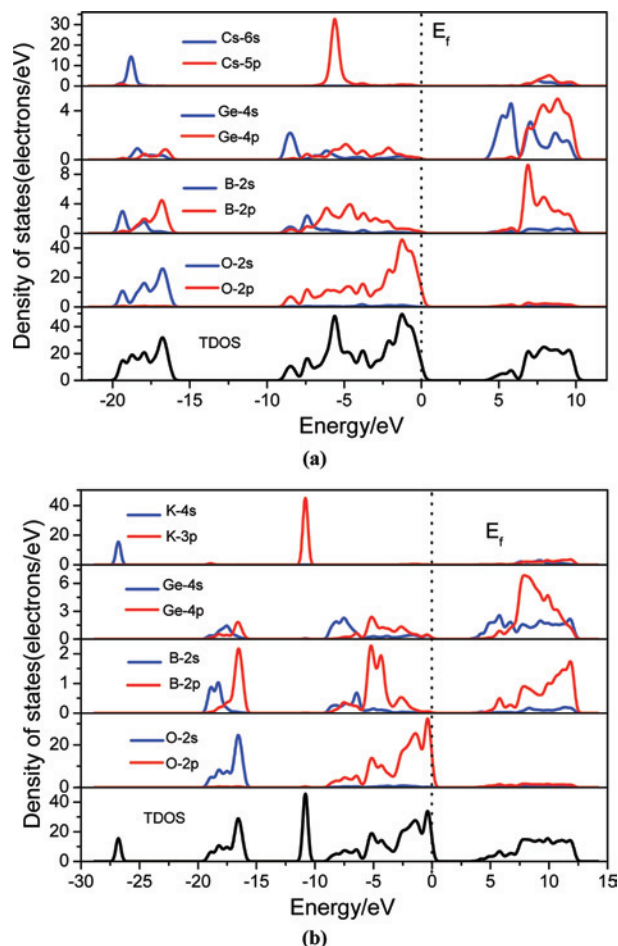 30
20
10
0
Cs-6s
Cs-5p
E_f
4
0
Ge-4s
Ge-4p
8
4
0
B-2s
B-2p
40
20
0
O-2s
O-2p
40
20
0
TDOS
Density of states(electrons/eV)
-20 -15 -10 -5 0 5 10
Energy/eV
(a)
40
20
0
K-4s
K-3p
E_f
6
3
0
Ge-4s
Ge-4p
2
1
0
B-2s
B-2p
20
0
O-2s
O-2p
40
20
0
TDOS
Density of states(electrons/eV)
-30 -25 -20 -15 -10 -5 0 5 10 15
Energy/eV
(b)